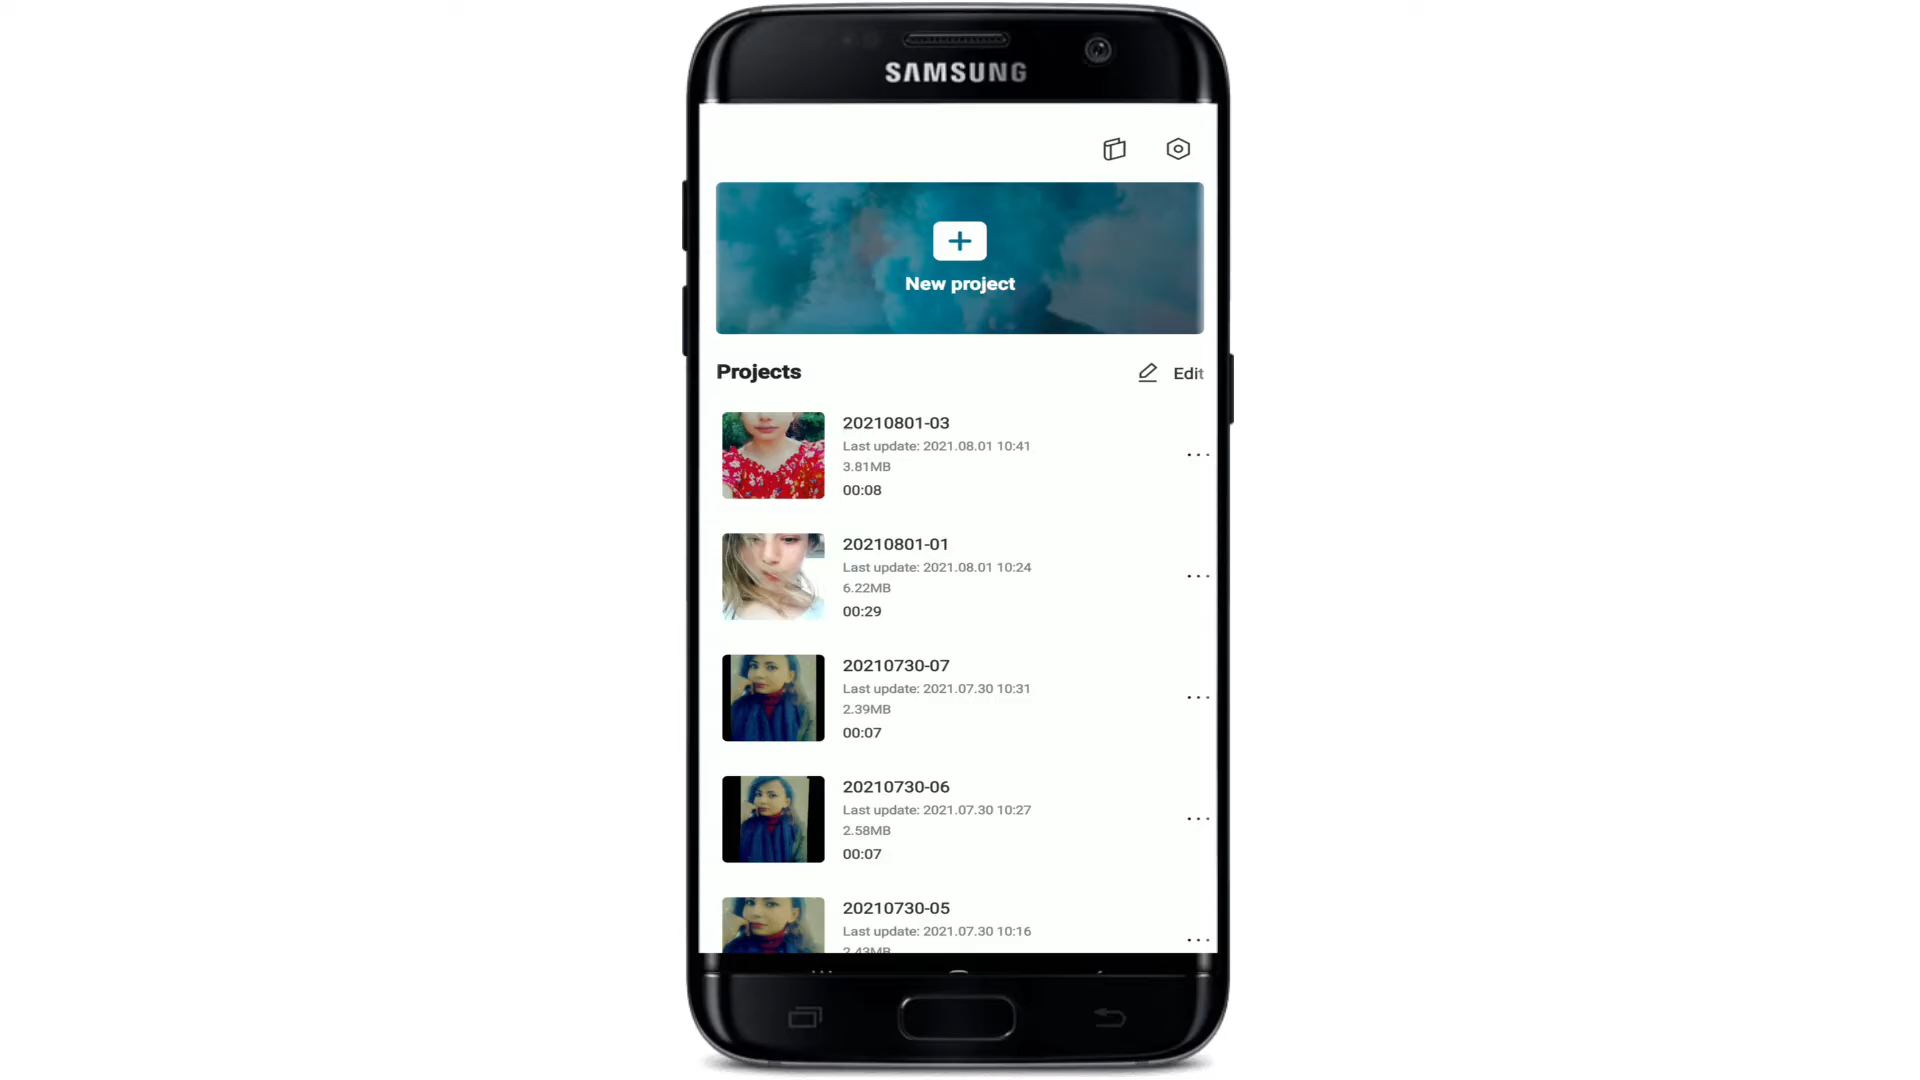 SAMSUNG
New project
Projects
Edit
20210801-03
Last update: 2021.08.01 10:41
3.81MB
00:08
20210801-01
Last update: 2021.08.01 10:24
6.22MB
00:29
20210730-07
Last update: 2021.07.30 10:31
2.39MB
00:07
20210730-06
Last update: 2021.07.30 10:27
2.58MB
00:07
20210730-05
Last update: 2021.07.30 10:16
2.43MB